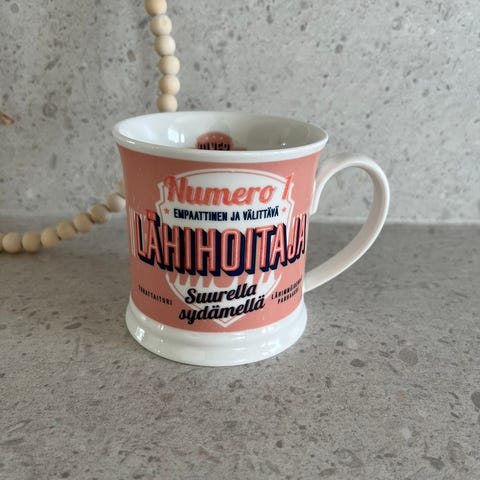 Numero 1
EMPAATTINEN JA VÄLITTÄVÄ
LÄHIHOITAJA
Suurella
sydämellä